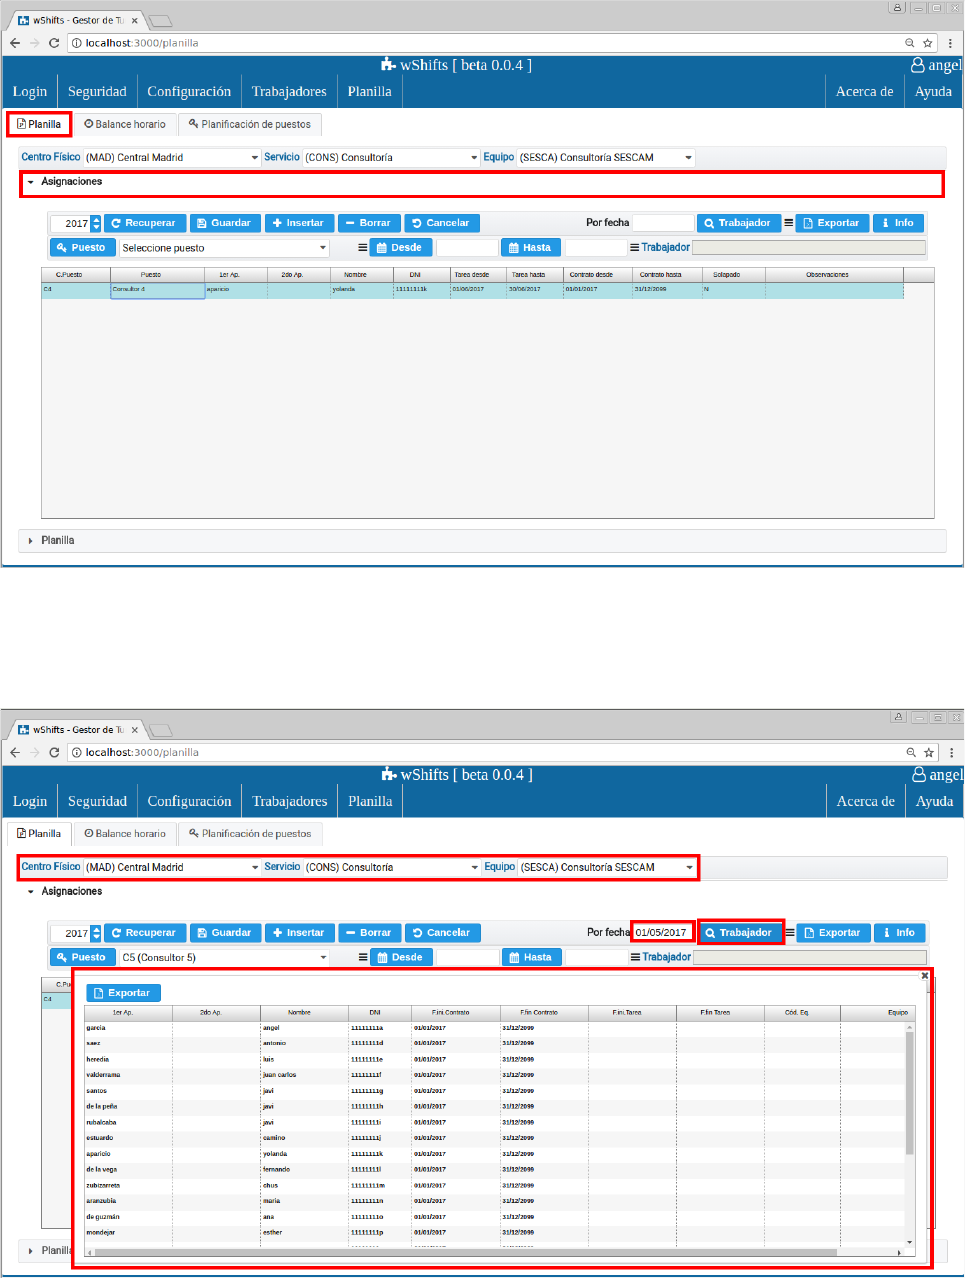 wShifts - Gestor de Tu
localhost:3000/planilla
wShifts [ beta 0.0.4 ]
angel
Login Seguridad Configuración Trabajadores Planilla Acerca de Ayuda
Planilla Balance horario Planificación de puestos
Centro Físico (MAD) Central Madrid Servicio (CONS) Consultoría Equipo (SESCA) Consultoría SESCAM
Asignaciones
2017 Recuperar Guardar Insertar Borrar Cancelar Por fecha Trabajador Exportar Info
Puesto Seleccione puesto Desde Hasta Trabajador
C.Puesto Puesto 1er Ap. 2do Ap. Nombre DNI Tarea desde Tarea hasta Contrato desde Contrato hasta Solapado Observaciones
C4 Consultor 4 aparicio yolanda 11111111k 01/06/2017 30/06/2017 01/01/2017 31/12/2099 N
Planilla
wShifts - Gestor de Tu
localhost:3000/planilla
wShifts [ beta 0.0.4 ]
angel
Login Seguridad Configuración Trabajadores Planilla Acerca de Ayuda
Planilla Balance horario Planificación de puestos
Centro Físico (MAD) Central Madrid Servicio (CONS) Consultoría Equipo (SESCA) Consultoría SESCAM
Asignaciones
2017 Recuperar Guardar Insertar Borrar Cancelar Por fecha 01/05/2017 Trabajador Exportar Info
Puesto C5 (Consultor 5) Desde Hasta Trabajador
C.Pu
C4
Exportar
1er Ap. 2do Ap. Nombre DNI F.ini.Contrato F.fin Contrato F.ini.Tarea F.fin Tarea Cód. Eq. Equipo
garcia angel 11111111a 01/01/2017 31/12/2099
saez antonio 11111111d 01/01/2017 31/12/2099
heredia luis 11111111e 01/01/2017 31/12/2099
valderrama juan carlos 11111111f 01/01/2017 31/12/2099
santos javi 11111111g 01/01/2017 31/12/2099
de la peña javi 11111111h 01/01/2017 31/12/2099
rubalcaba javi 11111111i 01/01/2017 31/12/2099
estuardo camino 11111111j 01/01/2017 31/12/2099
aparicio yolanda 11111111k 01/01/2017 31/12/2099
de la vega fernando 11111111l 01/01/2017 31/12/2099
zubizarreta chus 11111111m 01/01/2017 31/12/2099
aranzubia maria 11111111n 01/01/2017 31/12/2099
de guzmán ana 11111111o 01/01/2017 31/12/2099
mondejar esther 11111111p 01/01/2017 31/12/2099
Planilla